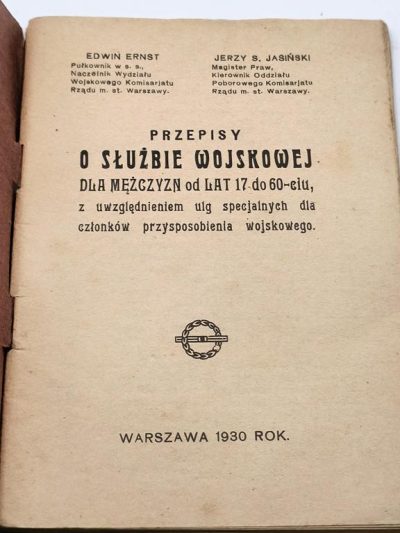 EDWIN ERNST
Pułkownik w s. s.,
Naczelnik Wydziału
Wojskowego Komisarjatu
Rządu m. st. Warszawy.
JERZY S. JASIŃSKI
Magister Praw,
Kierownik Oddziału
Poborowego Komisarjatu
Rządu m. st. Warszawy.
PRZEPISY
O SŁUŻBIE WOJSKOWEJ
DLA MĘŻCZYZN od LAT 17 do 60-ciu,
z uwzględnieniem ulg specjalnych dla
członków przysposobienia wojskowego.
WARSZAWA 1930 ROK.